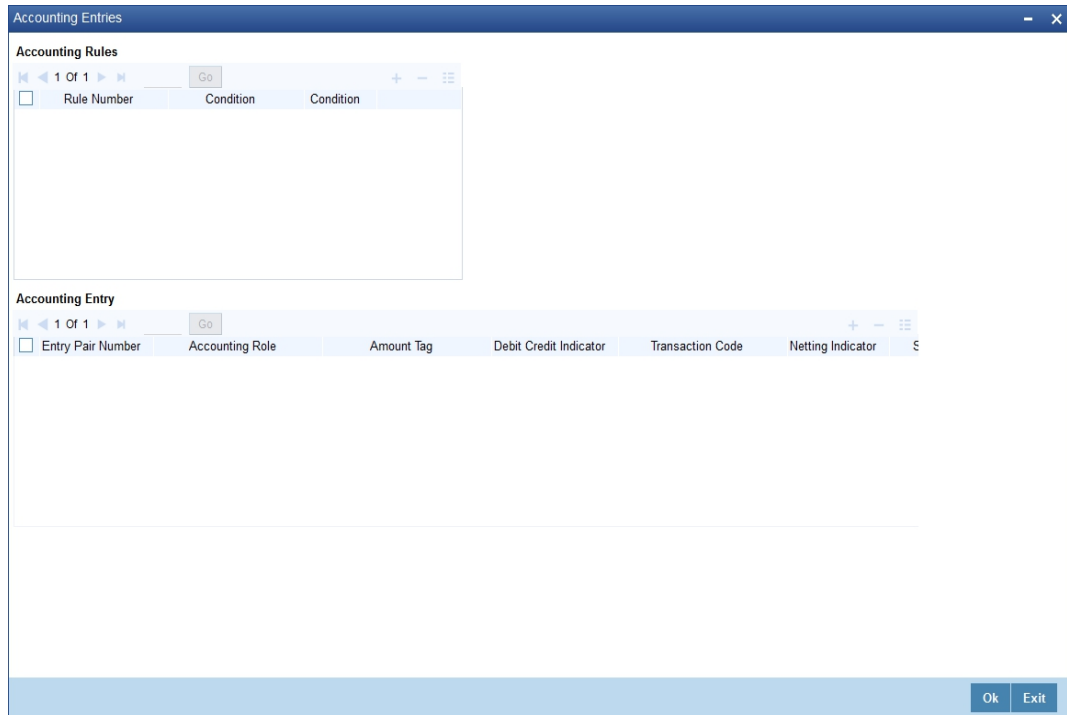 Accounting Entries
Accounting Rules
1 Of 1 Go
Rule Number Condition Condition
Accounting Entry
1 Of 1 Go
Entry Pair Number Accounting Role Amount Tag Debit Credit Indicator Transaction Code Netting Indicator S
Ok Exit